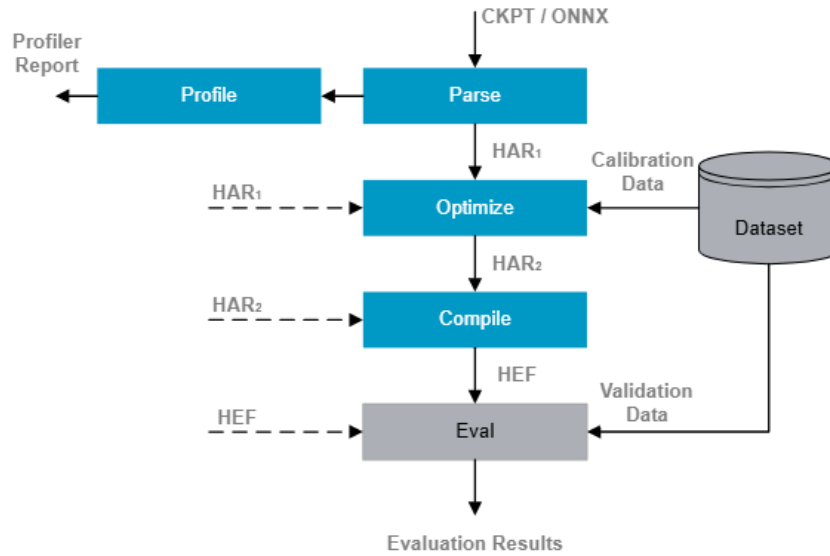 CKPT / ONNX
Profiler
Report
Profile
Parse
HAR₁
Calibration
Data
HAR₁
Optimize
Dataset
HAR₂
HAR₂
Compile
HEF
Validation
Data
HEF
Eval
Evaluation Results